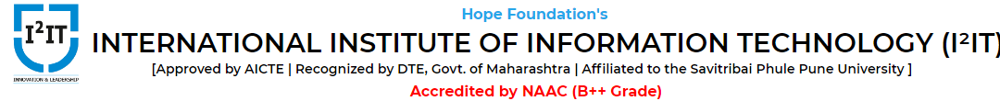 Hope Foundation's
I²IT
INTERNATIONAL INSTITUTE OF INFORMATION TECHNOLOGY (I²IT)
[Approved by AICTE | Recognized by DTE, Govt. of Maharashtra | Affiliated to the Savitribai Phule Pune University ]
INNOVATION & LEADERSHIP
Accredited by NAAC (B++ Grade)